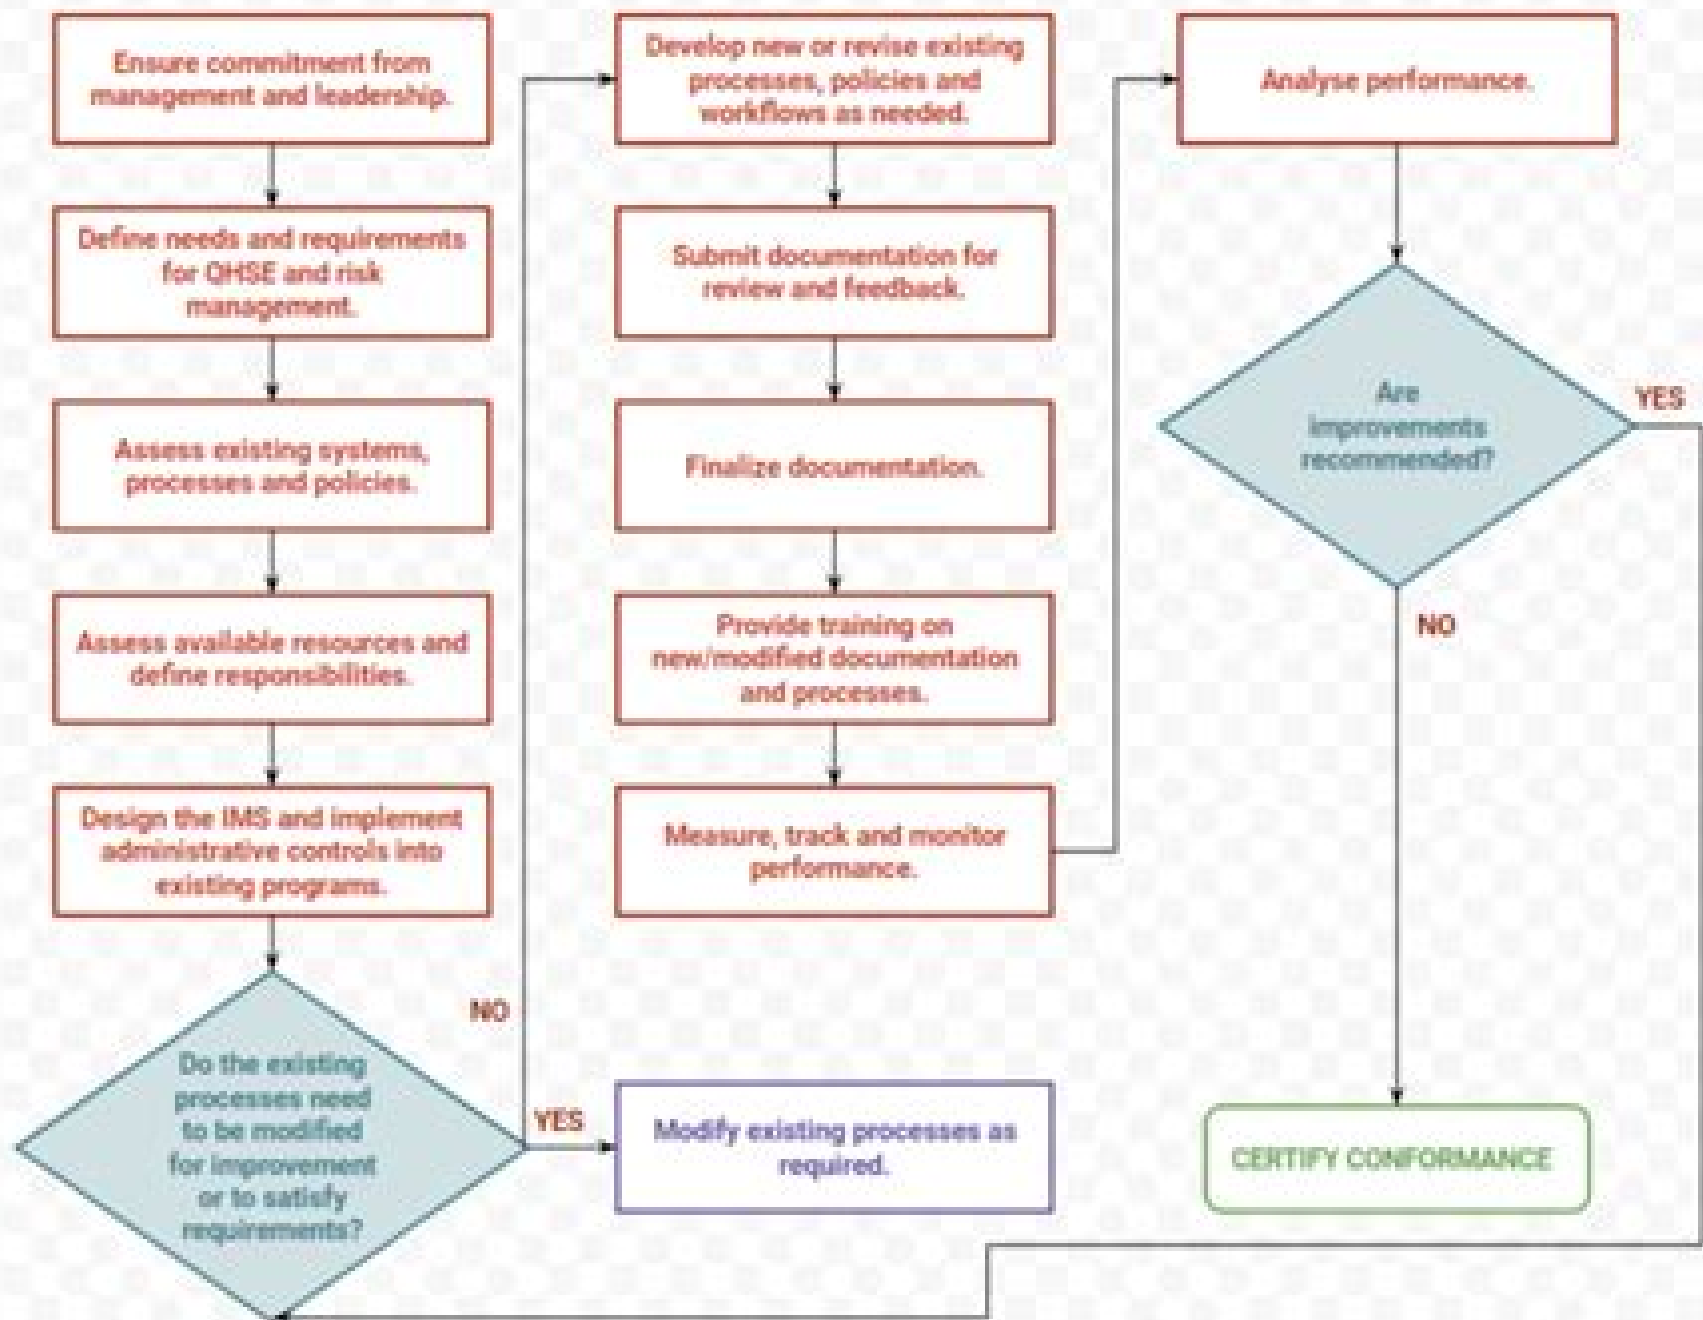 Ensure commitment from
management and leadership.
Define needs and requirements
for QHSE and risk
management.
Assess existing systems,
processes and policies.
Assess available resources and
define responsibilities.
Design the IMS and implement
administrative controls into
existing programs.
Do the existing
processes need
to be modified
for improvement
or to satisfy
requirements?
NO
YES
Modify existing processes as
required.
Develop new or revise existing
processes, policies and
workflows as needed.
Submit documentation for
review and feedback.
Finalize documentation.
Provide training on
new/modified documentation
and processes.
Measure, track and monitor
performance.
Analyse performance.
Are
improvements
recommended?
YES
NO
CERTIFY CONFORMANCE